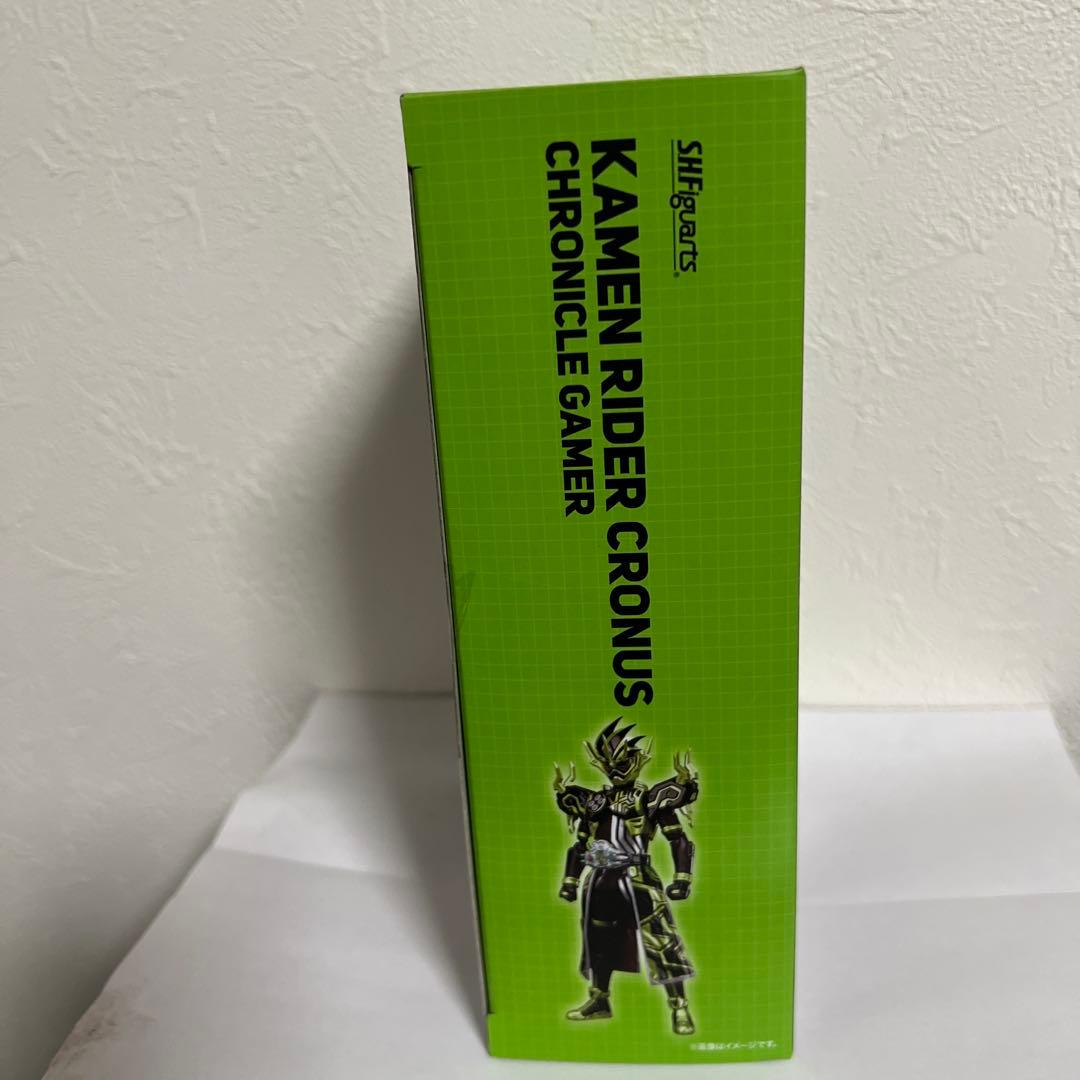 S.H.Figuarts
KAMEN RIDER CRONUS
CHRONICLE GAMER
※画像はイメージです。